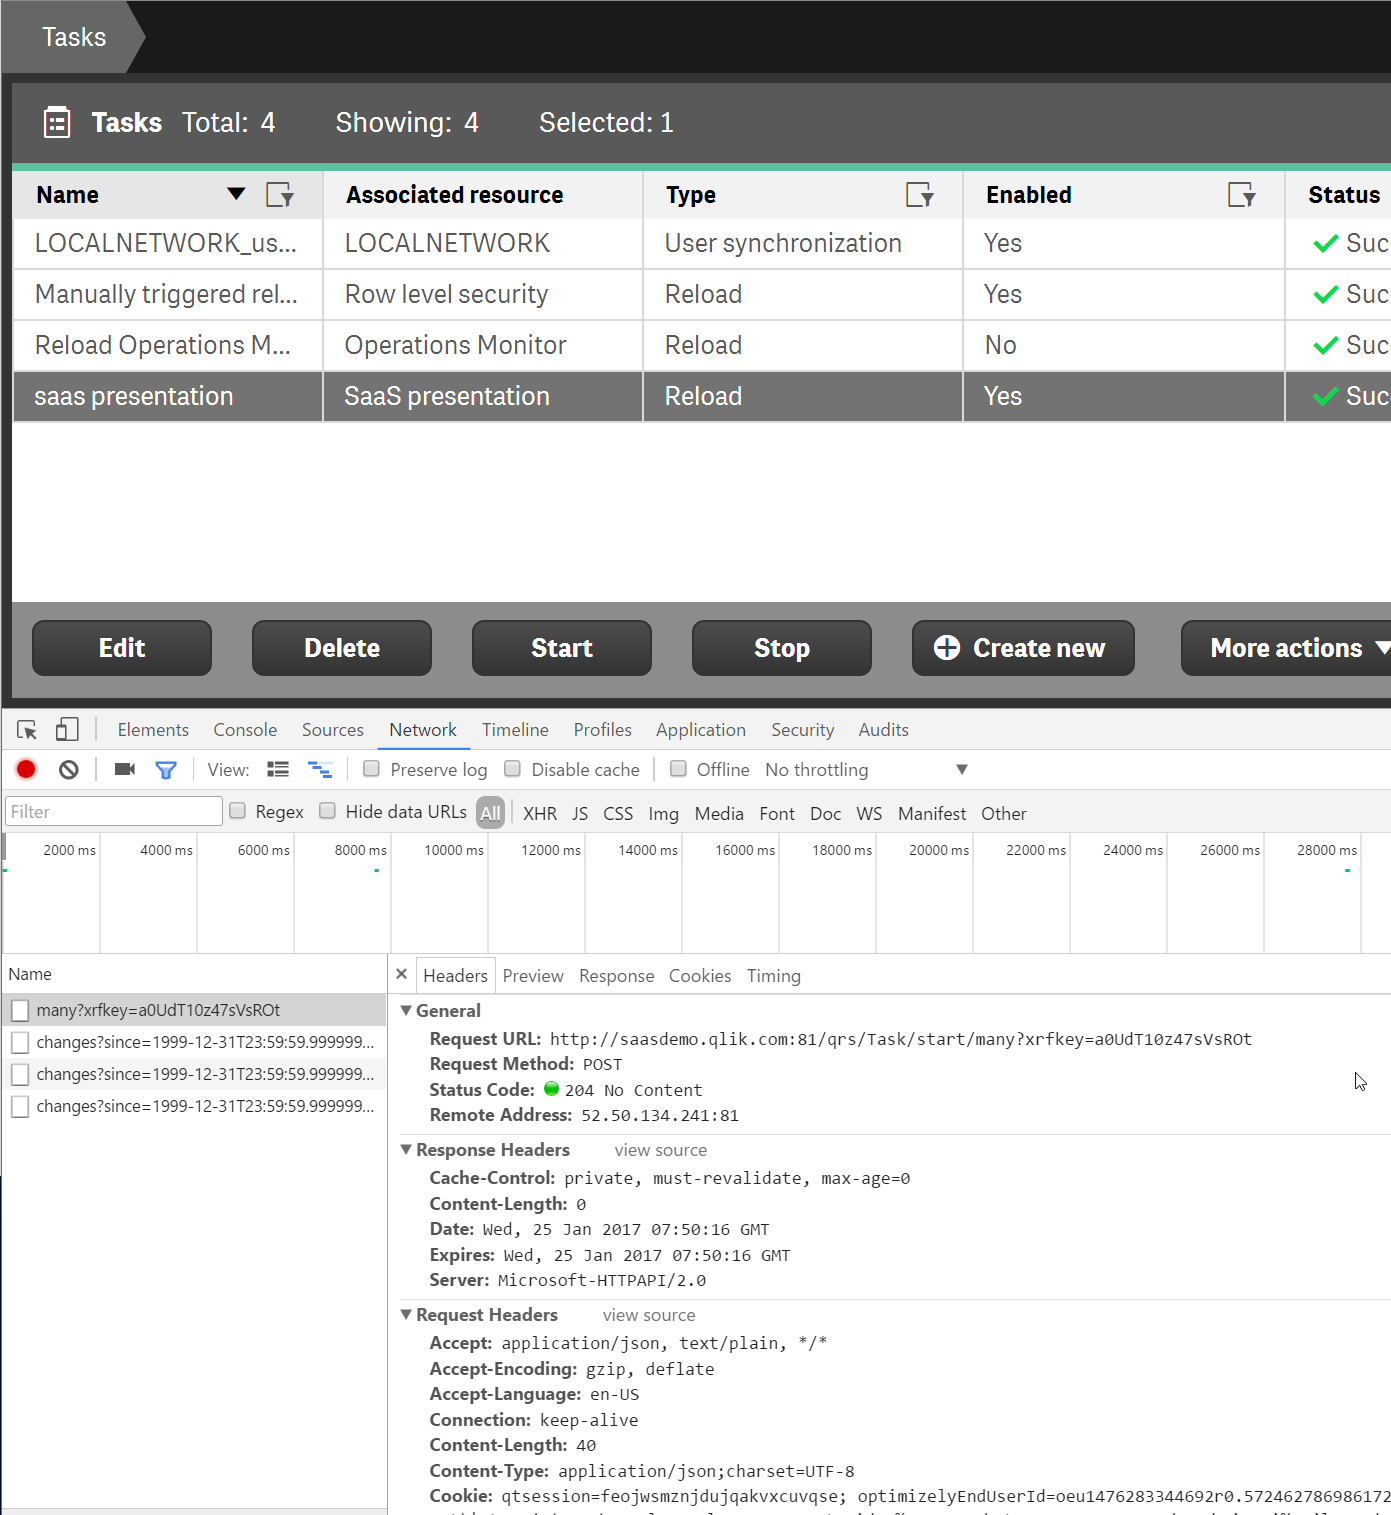 Tasks
Tasks Total: 4 Showing: 4 Selected: 1
Name Associated resource Type Enabled Status
LOCALNETWORK_us... LOCALNETWORK User synchronization Yes Suc
Manually triggered rel... Row level security Reload Yes Suc
Reload Operations M... Operations Monitor Reload No Suc
saas presentation SaaS presentation Reload Yes Suc
Edit Delete Start Stop Create new More actions
Elements Console Sources Network Timeline Profiles Application Security Audits
View: Preserve log Disable cache Offline No throttling
Filter Regex Hide data URLs All XHR JS CSS Img Media Font Doc WS Manifest Other
2000 ms 4000 ms 6000 ms 8000 ms 10000 ms 12000 ms 14000 ms 16000 ms 18000 ms 20000 ms 22000 ms 24000 ms 26000 ms 28000 ms
Name
many?xrfkey=a0UdT10z47sVsROt
changes?since=1999-12-31T23:59:59.999999...
changes?since=1999-12-31T23:59:59.999999...
changes?since=1999-12-31T23:59:59.999999...
× Headers Preview Response Cookies Timing
General
Request URL: http://saasdemo.qlik.com:81/qrs/Task/start/many?xrfkey=a0UdT10z47sVsROt
Request Method: POST
Status Code: 204 No Content
Remote Address: 52.50.134.241:81
Response Headers view source
Cache-Control: private, must-revalidate, max-age=0
Content-Length: 0
Date: Wed, 25 Jan 2017 07:50:16 GMT
Expires: Wed, 25 Jan 2017 07:50:16 GMT
Server: Microsoft-HTTPAPI/2.0
Request Headers view source
Accept: application/json, text/plain, */*
Accept-Encoding: gzip, deflate
Accept-Language: en-US
Connection: keep-alive
Content-Length: 40
Content-Type: application/json;charset=UTF-8
Cookie: qtsession=feojwsmznjdujqakvxcuvqse; optimizelyEndUserId=oeu1476283344692r0.572462786986172